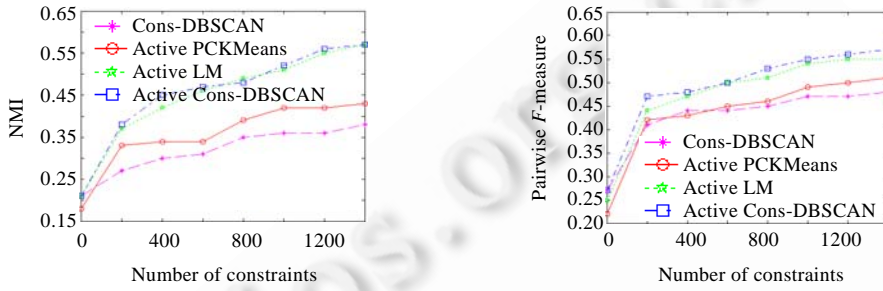 0.65
0.55
0.45
0.35
0.25
0.15
NMI
Cons-DBSCAN
Active PCKMeans
Active LM
Active Cons-DBSCAN
0 400 800 1200
Number of constraints
0.65
0.60
0.55
0.50
0.45
0.40
0.35
0.30
0.25
0.20
Pairwise F-measure
Cons-DBSCAN
Active PCKMeans
Active LM
Active Cons-DBSCAN
0 400 800 1200
Number of constraints